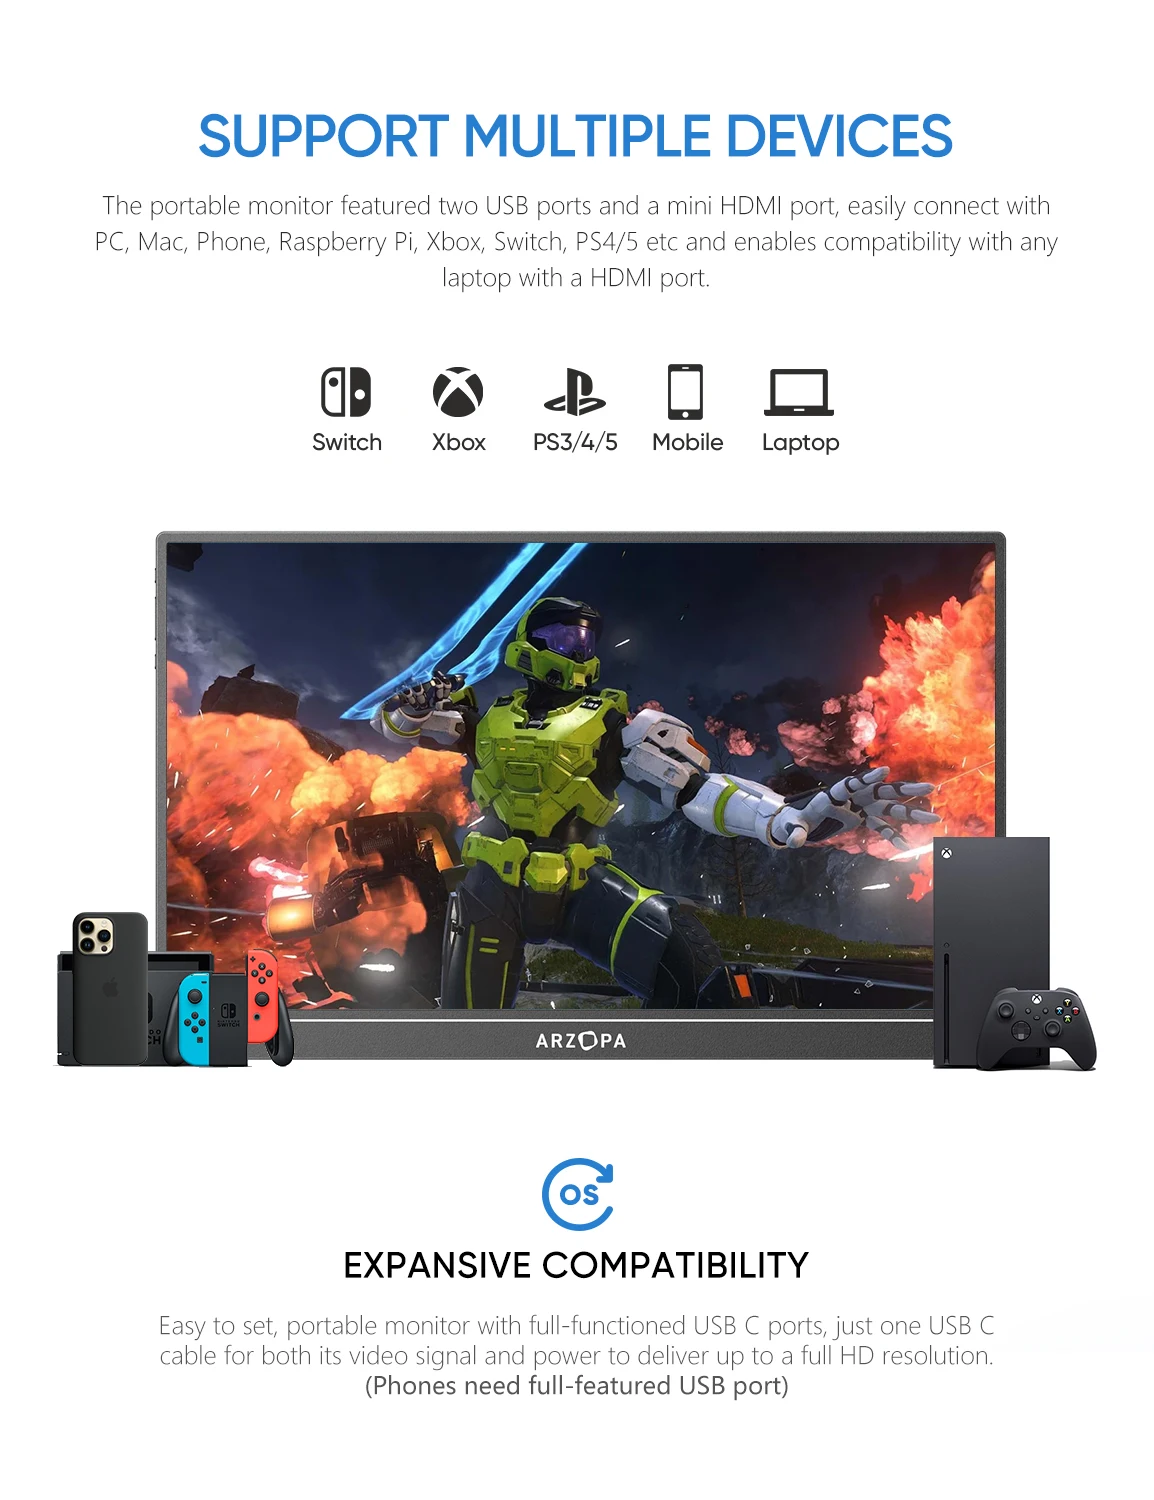 SUPPORT MULTIPLE DEVICES
The portable monitor featured two USB ports and a mini HDMI port, easily connect with
PC, Mac, Phone, Raspberry Pi, Xbox, Switch, PS4/5 etc and enables compatibility with any
laptop with a HDMI port.
Switch
Xbox
PS3/4/5
Mobile
Laptop
CH
NINTENDO
SWITCH
ARZOPA
OS
EXPANSIVE COMPATIBILITY
Easy to set, portable monitor with full-functioned USB C ports, just one USB C
cable for both its video signal and power to deliver up to a full HD resolution.
(Phones need full-featured USB port)